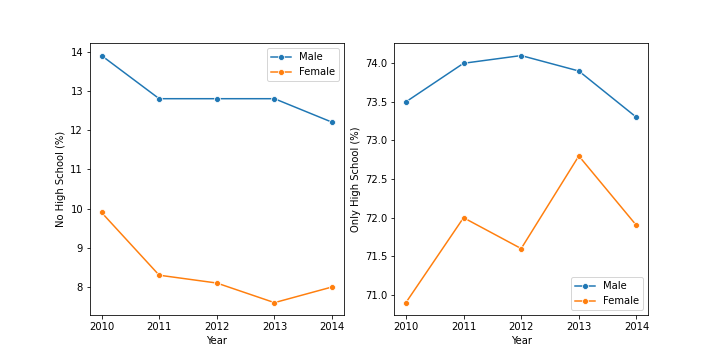 No High School (%)
14
13
12
11
10
9
8
Male
Female
2010 2011 2012 2013 2014
Year
Only High School (%)
74.0
73.5
73.0
72.5
72.0
71.5
71.0
Male
Female
2010 2011 2012 2013 2014
Year